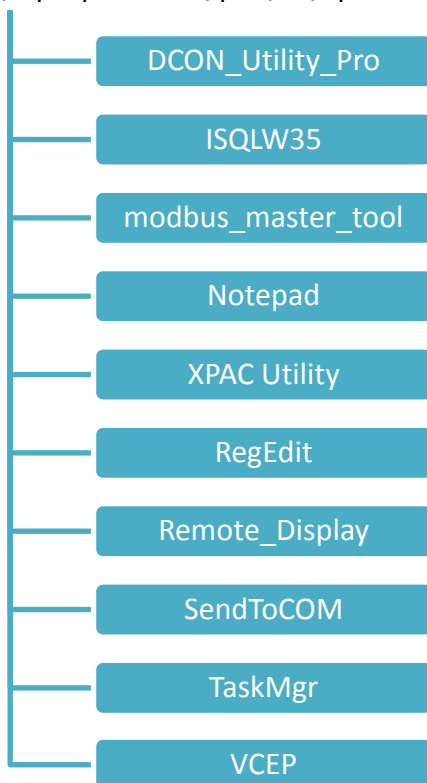 DCON_Utility_Pro
ISQLW35
modbus_master_tool
Notepad
XPAC Utility
RegEdit
Remote_Display
SendToCOM
TaskMgr
VCEP